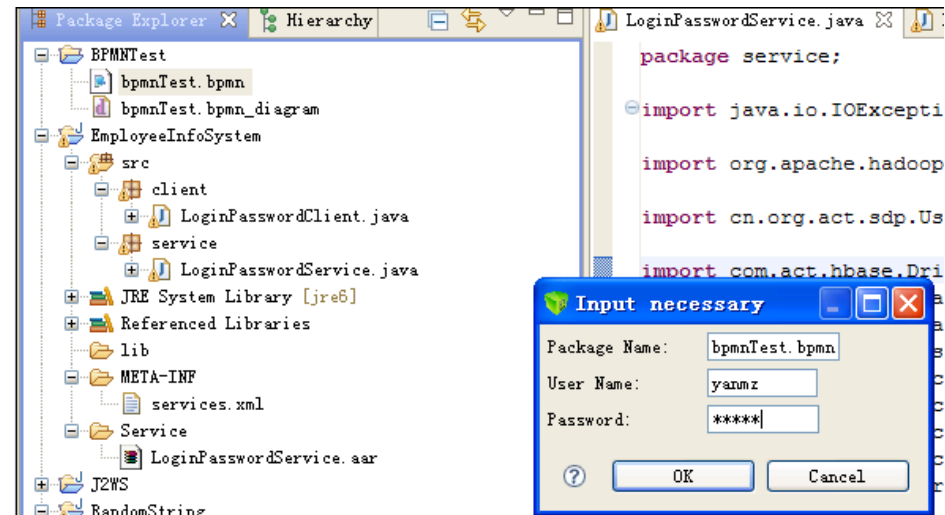 Package Explorer
Hierarchy
BPMNTest
bpmnTest.bpmn
bpmnTest.bpmn_diagram
EmployeeInfoSystem
src
client
LoginPasswordClient.java
service
LoginPasswordService.java
JRE System Library [jre6]
Referenced Libraries
lib
META-INF
services.xml
Service
LoginPasswordService.aar
J2WS
RandomString
LoginPasswordService.java
package service;
import java.io.IOExcepti
import org.apache.hadoop
import cn.org.act.sdp.Us
import com.act.hbase.Dri
Input necessary
Package Name: bpmnTest.bpmn
User Name: yanmz
Password: *****
OK Cancel